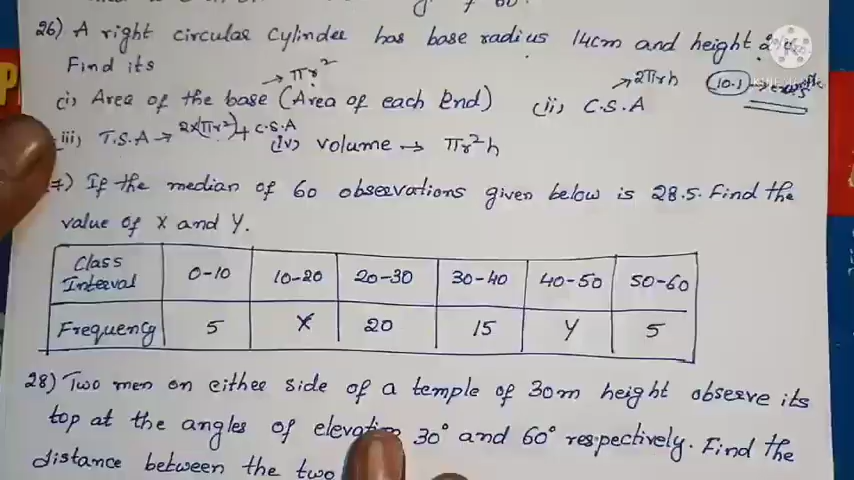 26) A right circular Cylinder has base radius 14cm and height
Find its → πr²
(i) Area of the base (Area of each End) (ii) C.S.A → 2πrh 10.1 →
iii) T.S.A → 2×(πr²) + C.S.A (iv) volume → πr²h
7) If the median of 60 observations given below is 28.5. Find the
value of X and Y.
Class Interval 0-10 10-20 20-30 30-40 40-50 50-60
Frequency 5 X 20 15 Y 5
28) Two men on either side of a temple of 30m height observe its
top at the angles of elevation 30° and 60° respectively. Find the
distance between the two